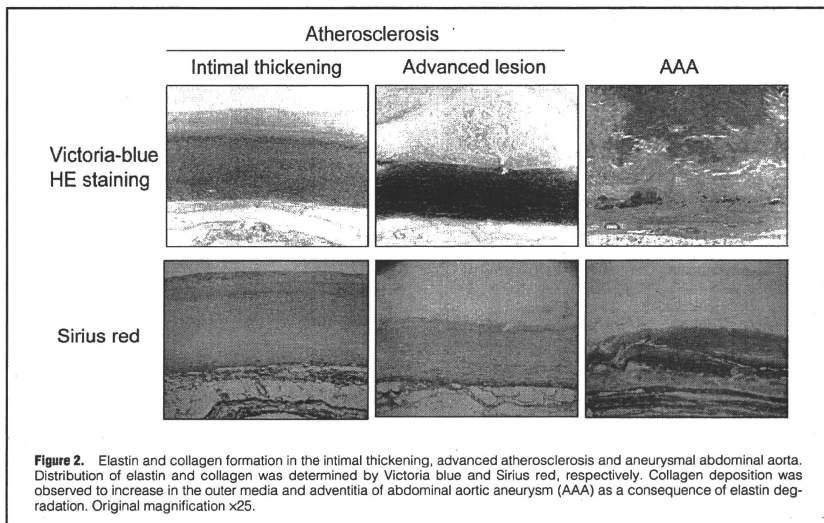 Atherosclerosis
Intimal thickening Advanced lesion AAA
Victoria-blue
HE staining
Sirius red
Figure 2. Elastin and collagen formation in the intimal thickening, advanced atherosclerosis and aneurysmal abdominal aorta.
Distribution of elastin and collagen was determined by Victoria blue and Sirius red, respectively. Collagen deposition was
observed to increase in the outer media and adventitia of abdominal aortic aneurysm (AAA) as a consequence of elastin deg-
radation. Original magnification x25.